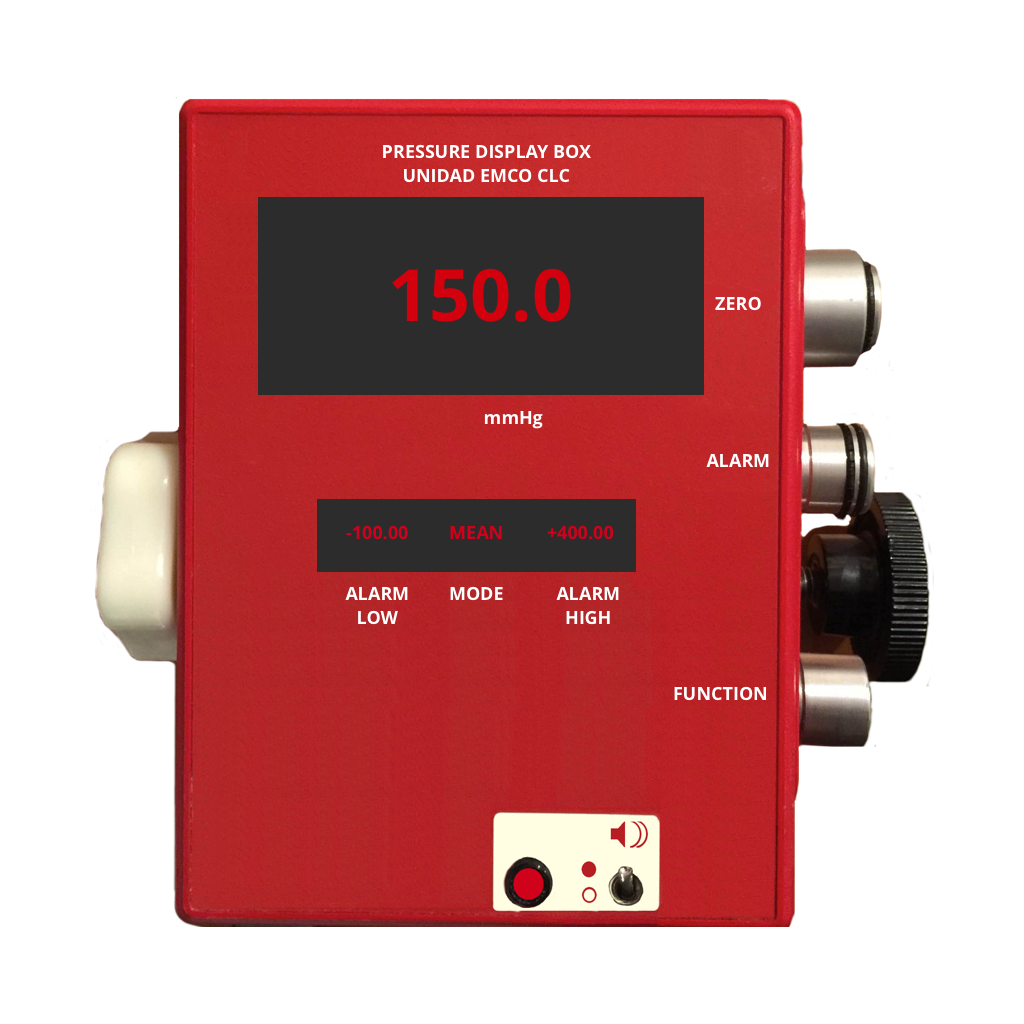 PRESSURE DISPLAY BOX
UNIDAD EMCO CLC
150.0
ZERO
mmHg
ALARM
-100.00 MEAN +400.00
ALARM LOW
MODE
ALARM HIGH
FUNCTION